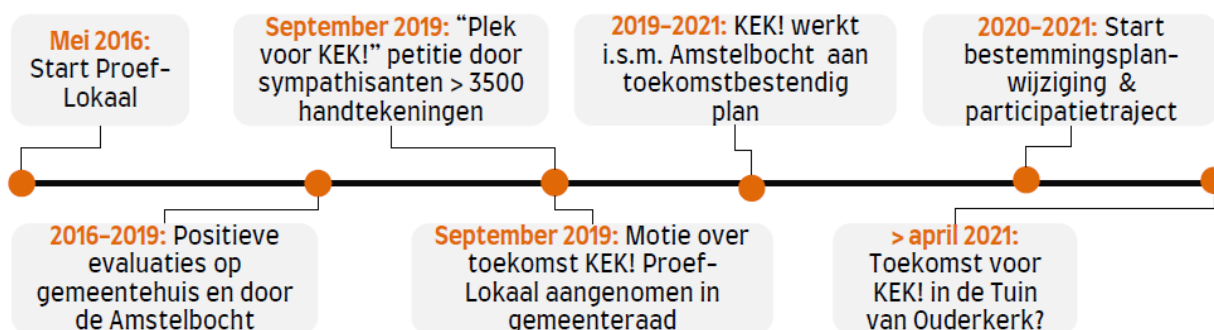 Mei 2016:
Start Proef-
Lokaal
September 2019: “Plek
voor KEK!” petitie door
sympathisanten > 3500
handtekeningen
2019-2021: KEK! werkt
i.s.m. Amstelbocht aan
toekomstbestendig
plan
2020-2021: Start
bestemmingsplan-
wijziging &
participatietraject
2016-2019: Positieve
evaluaties op
gemeentehuis en door
de Amstelbocht
September 2019: Motie over
toekomst KEK! Proef-
Lokaal aangenomen in
gemeenteraad
> april 2021:
Toekomst voor
KEK! in de Tuin
van Ouderkerk?